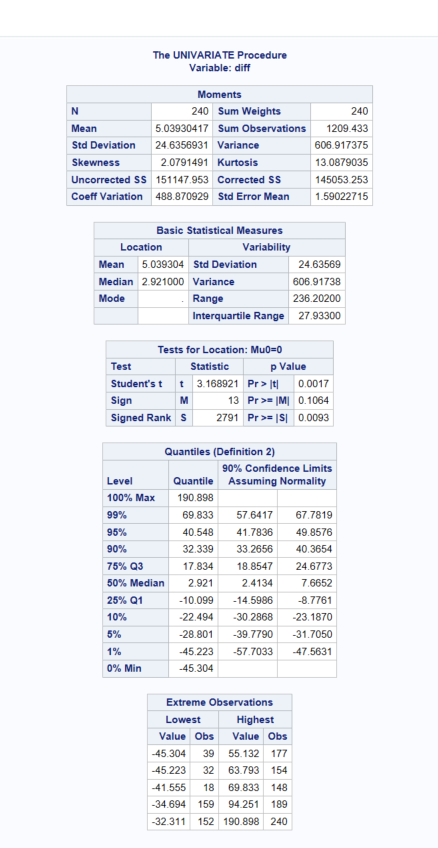 The UNIVARIATE Procedure
Variable: diff
Moments
N 240 Sum Weights 240
Mean 5.03930417 Sum Observations 1209.433
Std Deviation 24.6356931 Variance 606.917375
Skewness 2.0791491 Kurtosis 13.0879035
Uncorrected SS 151147.953 Corrected SS 145053.253
Coeff Variation 488.870929 Std Error Mean 1.59022715
Basic Statistical Measures
Location Variability
Mean 5.039304 Std Deviation 24.63569
Median 2.921000 Variance 606.91738
Mode . Range 236.20200
Interquartile Range 27.93300
Tests for Location: Mu0=0
Test Statistic p Value
Student's t t 3.168921 Pr > |t| 0.0017
Sign M 13 Pr >= |M| 0.1064
Signed Rank S 2791 Pr >= |S| 0.0093
Quantiles (Definition 2)
90% Confidence Limits
Level Quantile Assuming Normality
100% Max 190.898
99% 69.833 57.6417 67.7819
95% 40.548 41.7836 49.8576
90% 32.339 33.2656 40.3654
75% Q3 17.834 18.8547 24.6773
50% Median 2.921 2.4134 7.6652
25% Q1 -10.099 -14.5986 -8.7761
10% -22.494 -30.2868 -23.1870
5% -28.801 -39.7790 -31.7050
1% -45.223 -57.7033 -47.5631
0% Min -45.304
Extreme Observations
Lowest Highest
Value Obs Value Obs
-45.304 39 55.132 177
-45.223 32 63.793 154
-41.555 18 69.833 148
-34.694 159 94.251 189
-32.311 152 190.898 240